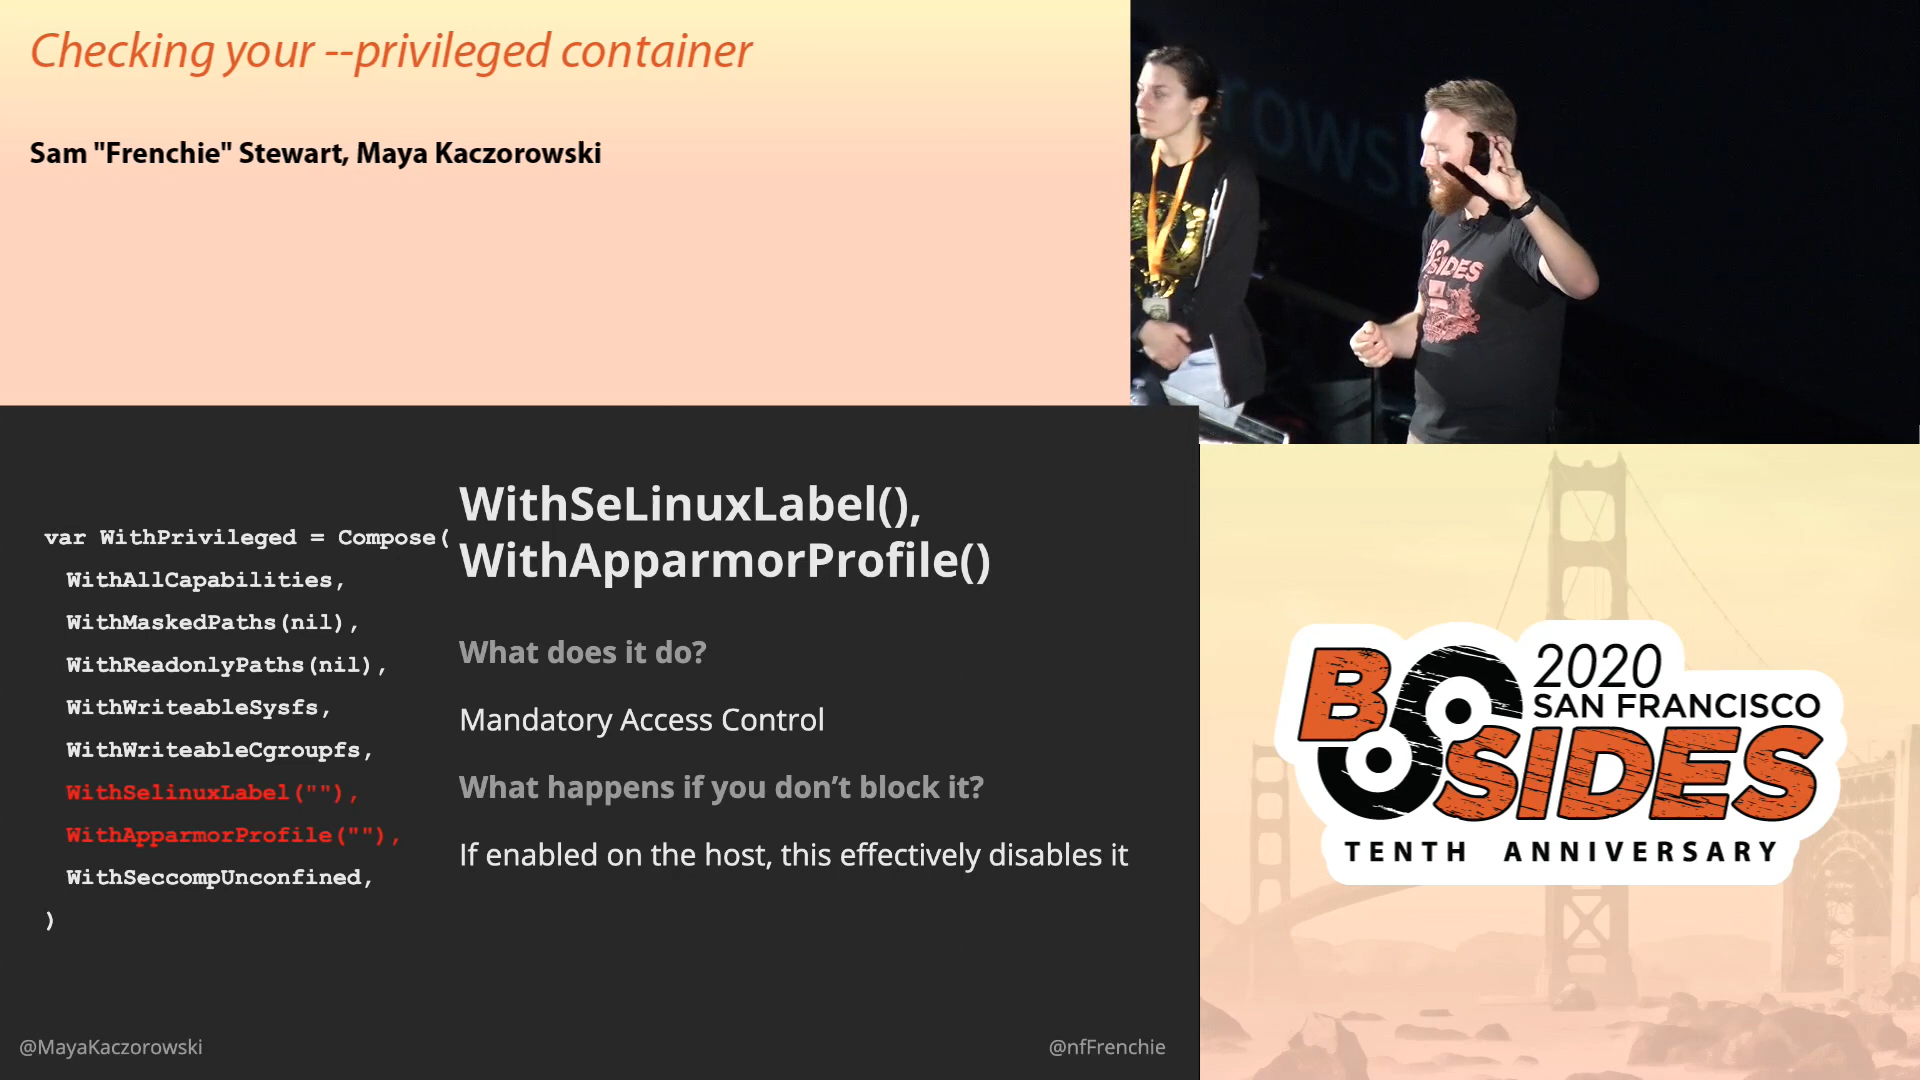 Checking your --privileged container
Sam "Frenchie" Stewart, Maya Kaczorowski
rows
BSIDES
var WithPrivileged = Compose(
WithAllCapabilities,
WithMaskedPaths(nil),
WithReadonlyPaths(nil),
WithWriteableSysfs,
WithWriteableCgroupfs,
WithSelinuxLabel(""),
WithApparmorProfile(""),
WithSeccompUnconfined,
)
WithSeLinuxLabel(),
WithApparmorProfile()
What does it do?
Mandatory Access Control
What happens if you don’t block it?
If enabled on the host, this effectively disables it
@MayaKaczorowski
@nfFrenchie
2020
SAN FRANCISCO
BSIDES
TENTH ANNIVERSARY